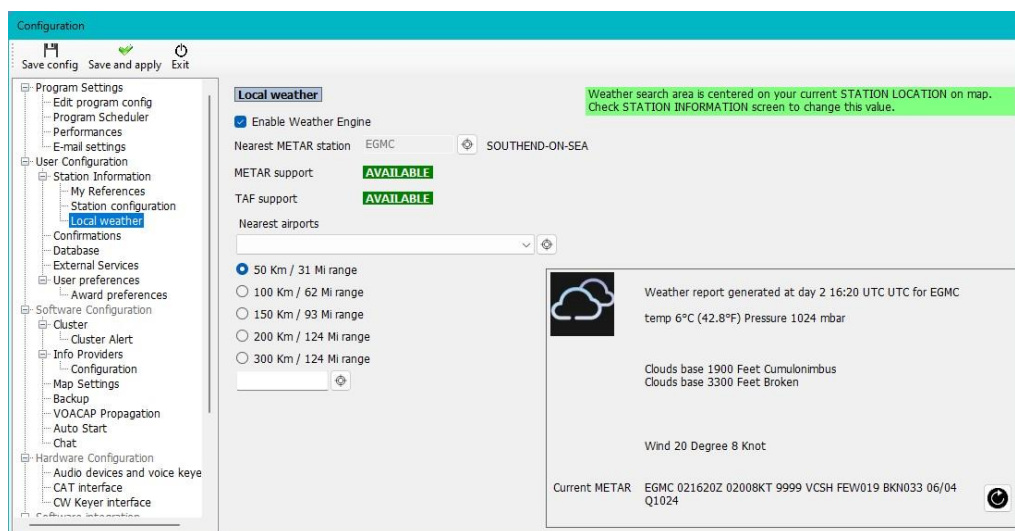 Configuration
Save config Save and apply Exit
Program Settings
Edit program config
Program Scheduler
Performances
E-mail settings
User Configuration
Station Information
My References
Station configuration
Local weather
Confirmations
Database
External Services
User preferences
Award preferences
Software Configuration
Cluster
Cluster Alert
Info Providers
Configuration
Map Settings
Backup
VOACAP Propagation
Auto Start
Chat
Hardware Configuration
Audio devices and voice keye
CAT interface
CW Keyer interface
Software integration
Local weather
Weather search area is centered on your current STATION LOCATION on map.
Check STATION INFORMATION screen to change this value.
Enable Weather Engine
Nearest METAR station EGMC SOUTHEND-ON-SEA
METAR support AVAILABLE
TAF support AVAILABLE
Nearest airports
50 Km / 31 Mi range
100 Km / 62 Mi range
150 Km / 93 Mi range
200 Km / 124 Mi range
300 Km / 124 Mi range
Weather report generated at day 2 16:20 UTC UTC for EGMC
temp 6°C (42.8°F) Pressure 1024 mbar
Clouds base 1900 Feet Cumulonimbus
Clouds base 3300 Feet Broken
Wind 20 Degree 8 Knot
Current METAR EGMC 021620Z 02008KT 9999 VCSH FEW019 BKN033 06/04
Q1024